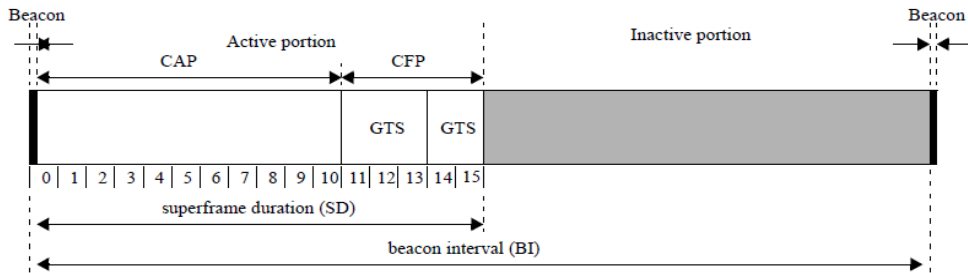 Beacon Beacon
Active portion Inactive portion
CAP CFP
GTS GTS
0 1 2 3 4 5 6 7 8 9 10 11 12 13 14 15
superframe duration (SD)
beacon interval (BI)